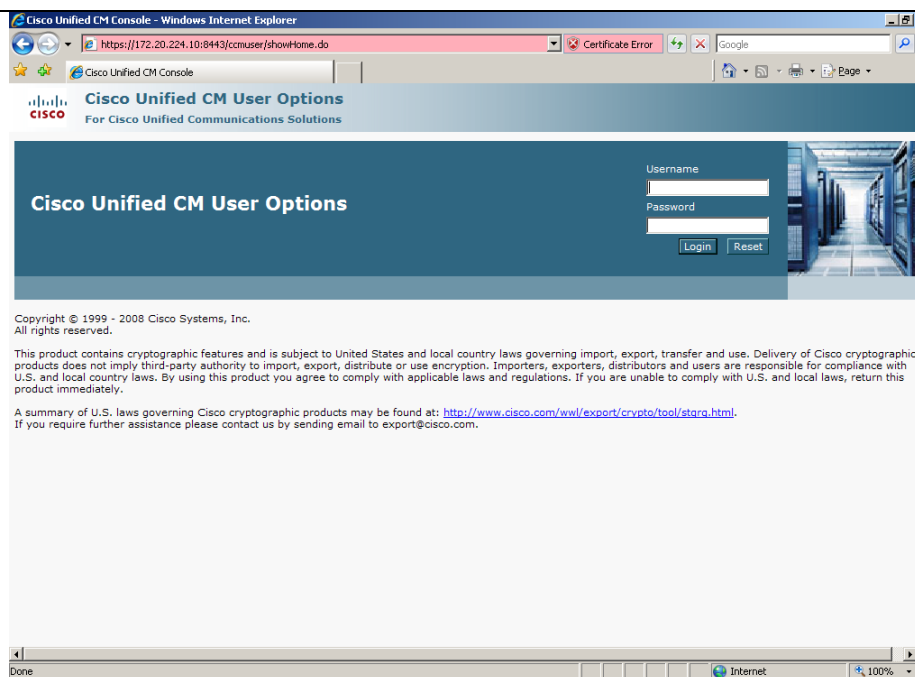 Cisco Unified CM Console - Windows Internet Explorer
https://172.20.224.10:8443/ccmuser/showHome.do
Certificate Error
Google
Cisco Unified CM Console
Page
cisco
Cisco Unified CM User Options
For Cisco Unified Communications Solutions
Cisco Unified CM User Options
Username
Password
Login
Reset
Copyright © 1999 - 2008 Cisco Systems, Inc.
All rights reserved.
This product contains cryptographic features and is subject to United States and local country laws governing import, export, transfer and use. Delivery of Cisco cryptographic
products does not imply third-party authority to import, export, distribute or use encryption. Importers, exporters, distributors and users are responsible for compliance with
U.S. and local country laws. By using this product you agree to comply with applicable laws and regulations. If you are unable to comply with U.S. and local laws, return this
product immediately.
A summary of U.S. laws governing Cisco cryptographic products may be found at: http://www.cisco.com/wwl/export/crypto/tool/stqrg.html.
If you require further assistance please contact us by sending email to export@cisco.com.
Done
Internet
100%